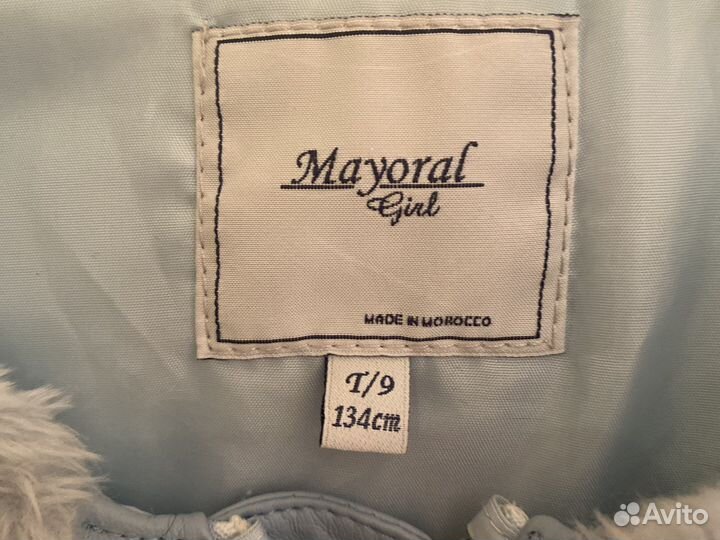 Mayoral
Girl
MADE IN MOROCCO
T/9
134cm
Avito